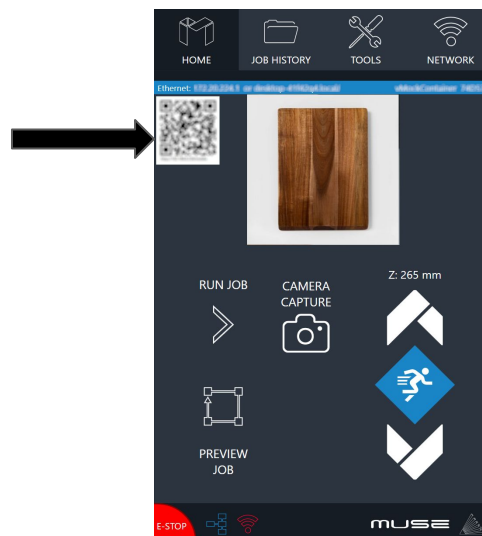 HOME JOB HISTORY TOOLS NETWORK
Ethernet:
Z: 265 mm
RUN JOB
CAMERA
CAPTURE
PREVIEW
JOB
E-STOP
MUSE